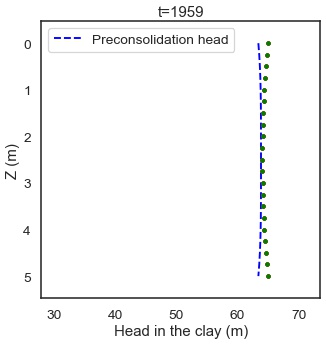 t=1959
Preconsolidation head
0
1
2
3
4
5
Z (m)
30 40 50 60 70
Head in the clay (m)